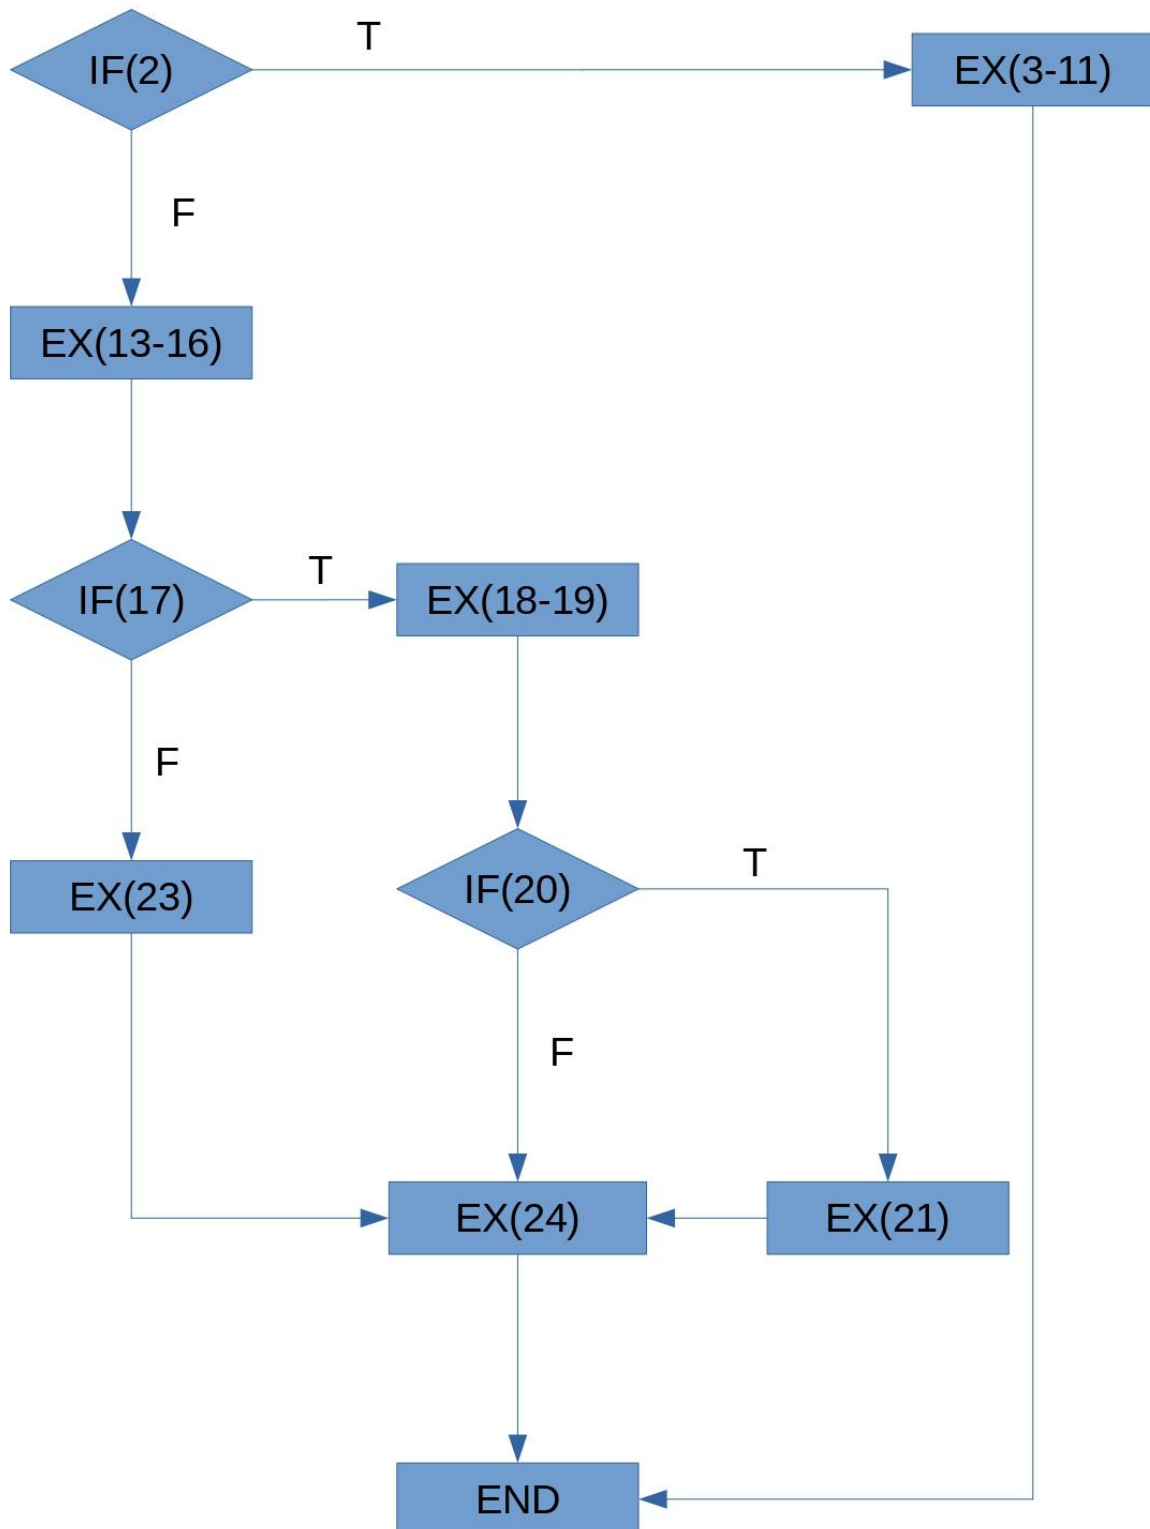 IF(2)
T
EX(3-11)
F
EX(13-16)
IF(17)
T
EX(18-19)
F
EX(23)
IF(20)
T
F
EX(24)
EX(21)
END